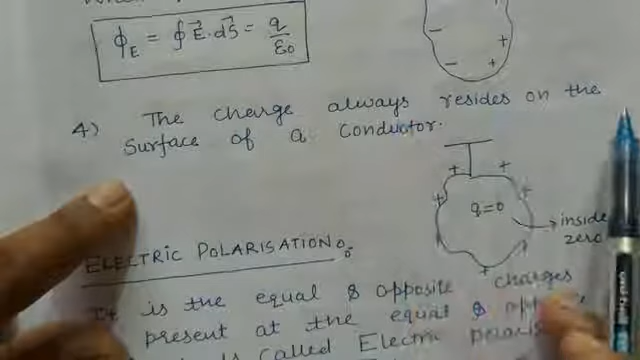 ϕE = ∮ E⃗. dS⃗ = q/ε0
4) The charge always resides on the
Surface of a Conductor.
q=0
inside
zero
ELECTRIC POLARISATION:
It is the equal & opposite charges
present at the equal &
is Called Electric